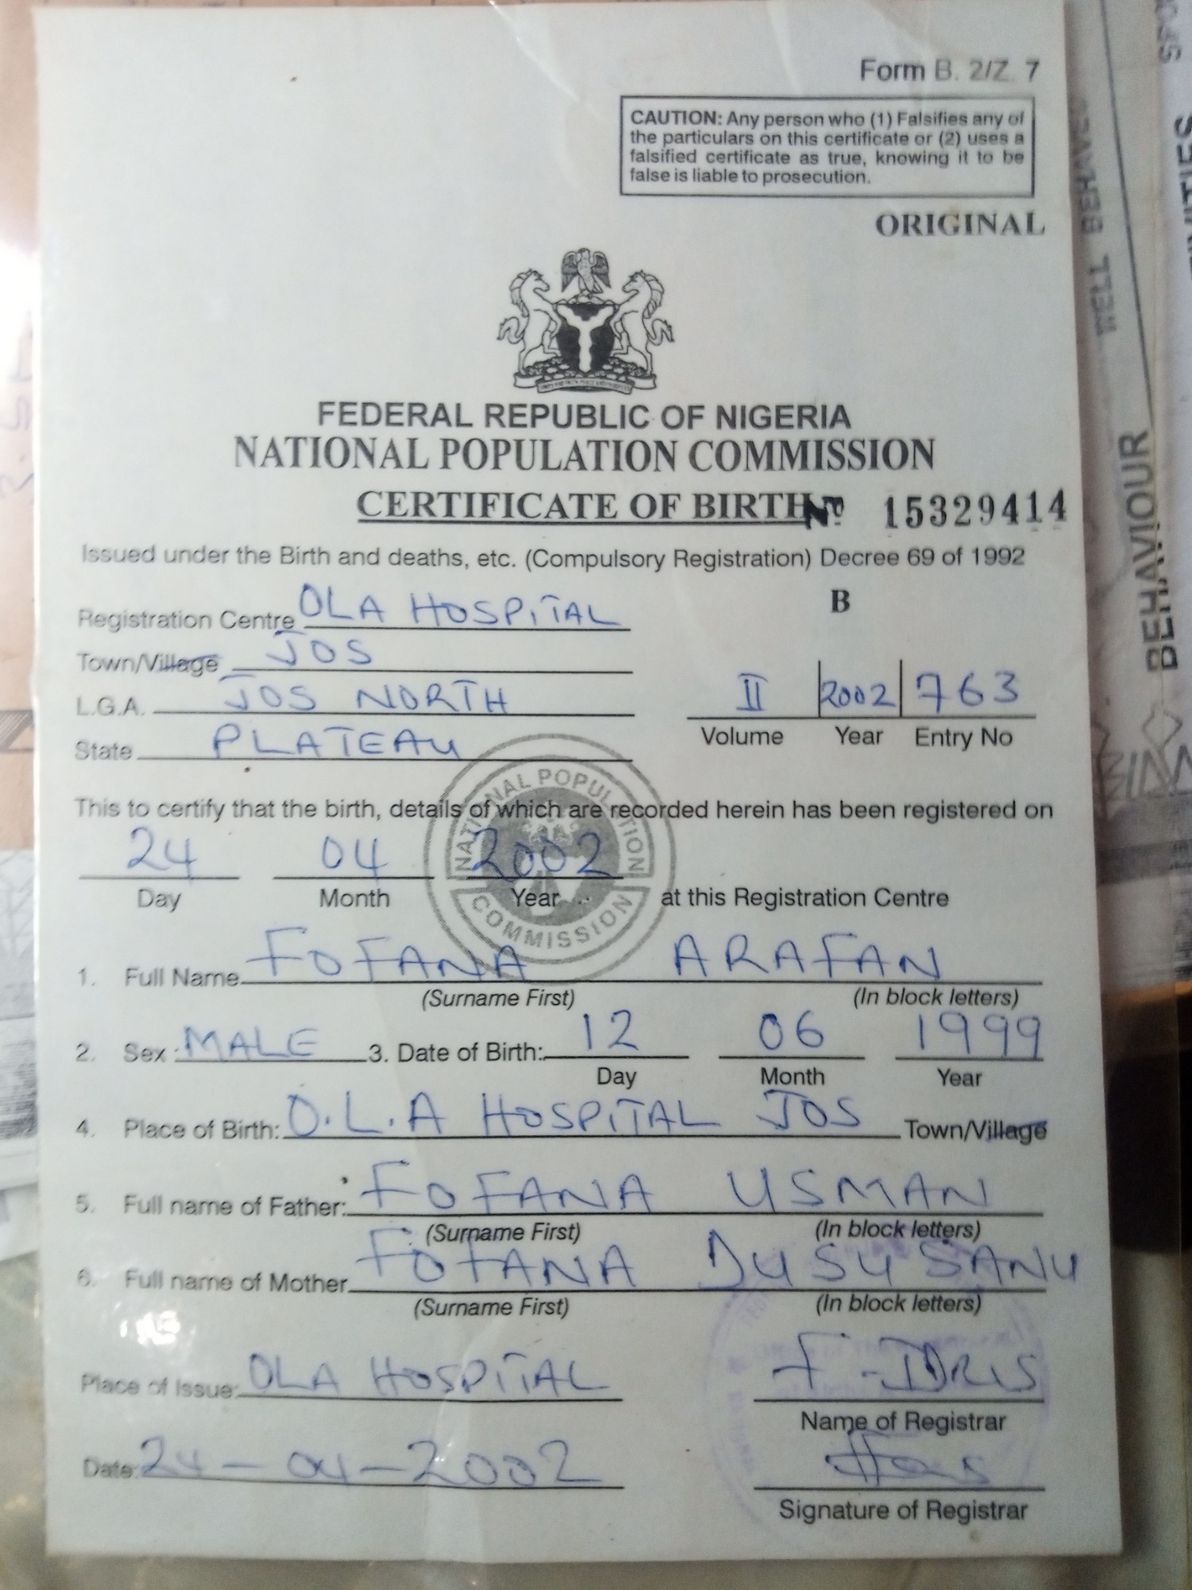 Form B. 2/Z. 7
CAUTION: Any person who (1) Falsifies any of
the particulars on this certificate or (2) uses a
falsified certificate as true, knowing it to be
false is liable to prosecution.
ORIGINAL
FEDERAL REPUBLIC OF NIGERIA
NATIONAL POPULATION COMMISSION
CERTIFICATE OF BIRTH No. 15329414
Issued under the Birth and deaths, etc. (Compulsory Registration) Decree 69 of 1992
Registration Centre OLA HOSPITAL B
Town/Village JOS
L.G.A. JOS NORTH II 2002 763
State PLATEAU Volume Year Entry No
NATIONAL POPULATION COMMISSION
This to certify that the birth, details of which are recorded herein has been registered on
24 04 2002
Day Month Year at this Registration Centre
1. Full Name FOFANA ARAFAN
(Surname First) (In block letters)
2. Sex: MALE 3. Date of Birth: 12 06 1999
Day Month Year
4. Place of Birth: O.L.A HOSPITAL JOS Town/Village
5. Full name of Father: FOFANA USMAN
(Surname First) (In block letters)
6. Full name of Mother FOFANA DUSU SANU
(Surname First) (In block letters)
Place of Issue: OLA HOSPITAL F. IDRIS
Name of Registrar
Date: 24-04-2002
Signature of Registrar
WELL BEHAVE
BEHAVIOUR